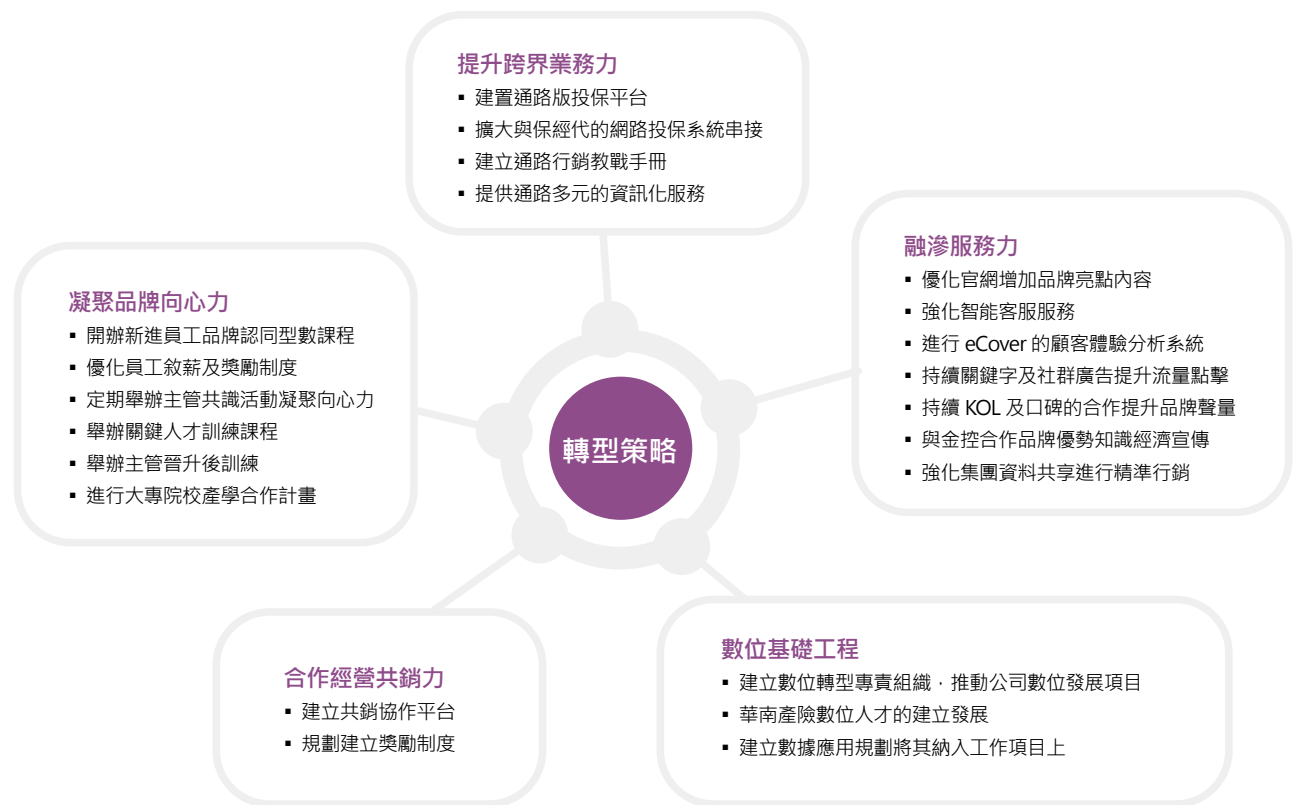 提升跨界業務力
▪ 建置通路版投保平台
▪ 擴大與保經代的網路投保系統串接
▪ 建立通路行銷教戰手冊
▪ 提供通路多元的資訊化服務
融滲服務力
▪ 優化官網增加品牌亮點內容
▪ 強化智能客服服務
▪ 進行 eCover 的顧客體驗分析系統
▪ 持續關鍵字及社群廣告提升流量點擊
▪ 持續 KOL 及口碑的合作提升品牌聲量
▪ 與金控合作品牌優勢知識經濟宣傳
▪ 強化集團資料共享進行精準行銷
凝聚品牌向心力
▪ 開辦新進員工品牌認同型數課程
▪ 優化員工敘薪及獎勵制度
▪ 定期舉辦主管共識活動凝聚向心力
▪ 舉辦關鍵人才訓練課程
▪ 舉辦主管晉升後訓練
▪ 進行大專院校產學合作計畫
轉型策略
合作經營共銷力
▪ 建立共銷協作平台
▪ 規劃建立獎勵制度
數位基礎工程
▪ 建立數位轉型專責組織，推動公司數位發展項目
▪ 華南產險數位人才的建立發展
▪ 建立數據應用規劃將其納入工作項目上